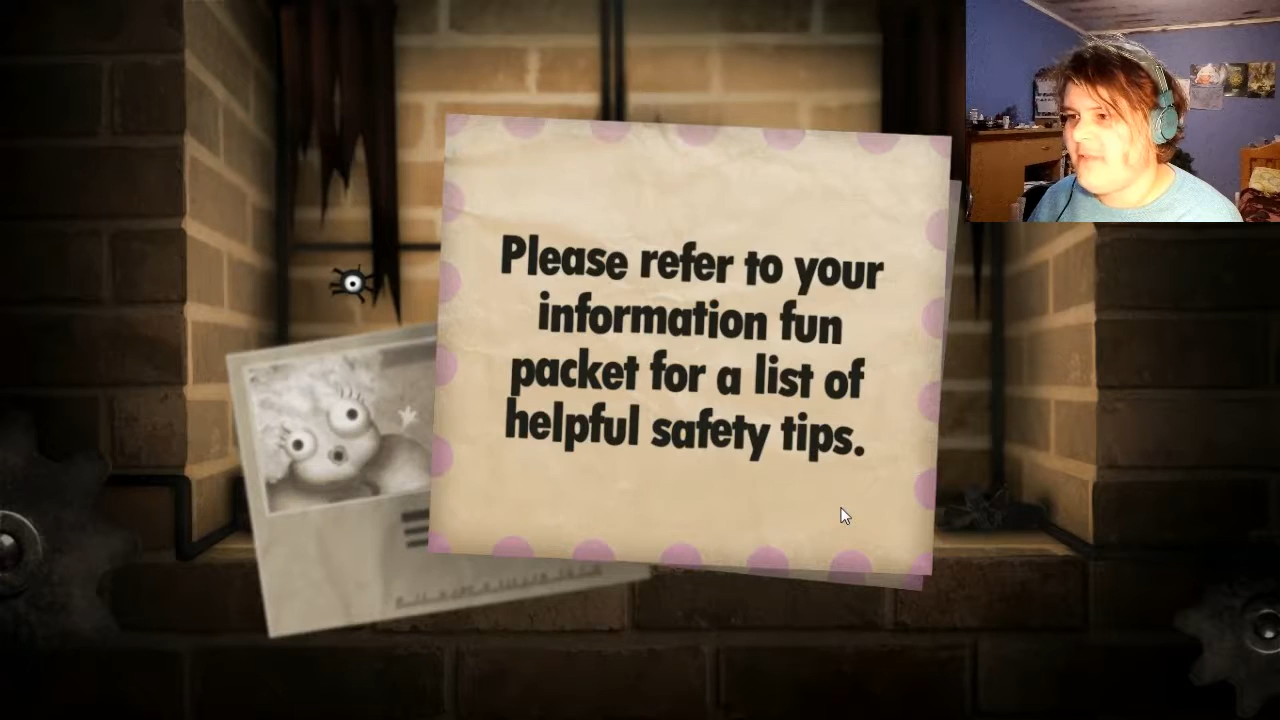 Please refer to your
information fun
packet for a list of
helpful safety tips.